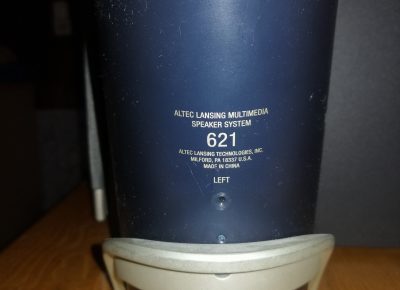 ALTEC LANSING MULTIMEDIA
SPEAKER SYSTEM
621
ALTEC LANSING TECHNOLOGIES, INC.
MILFORD, PA 18337 U.S.A.
MADE IN CHINA
LEFT